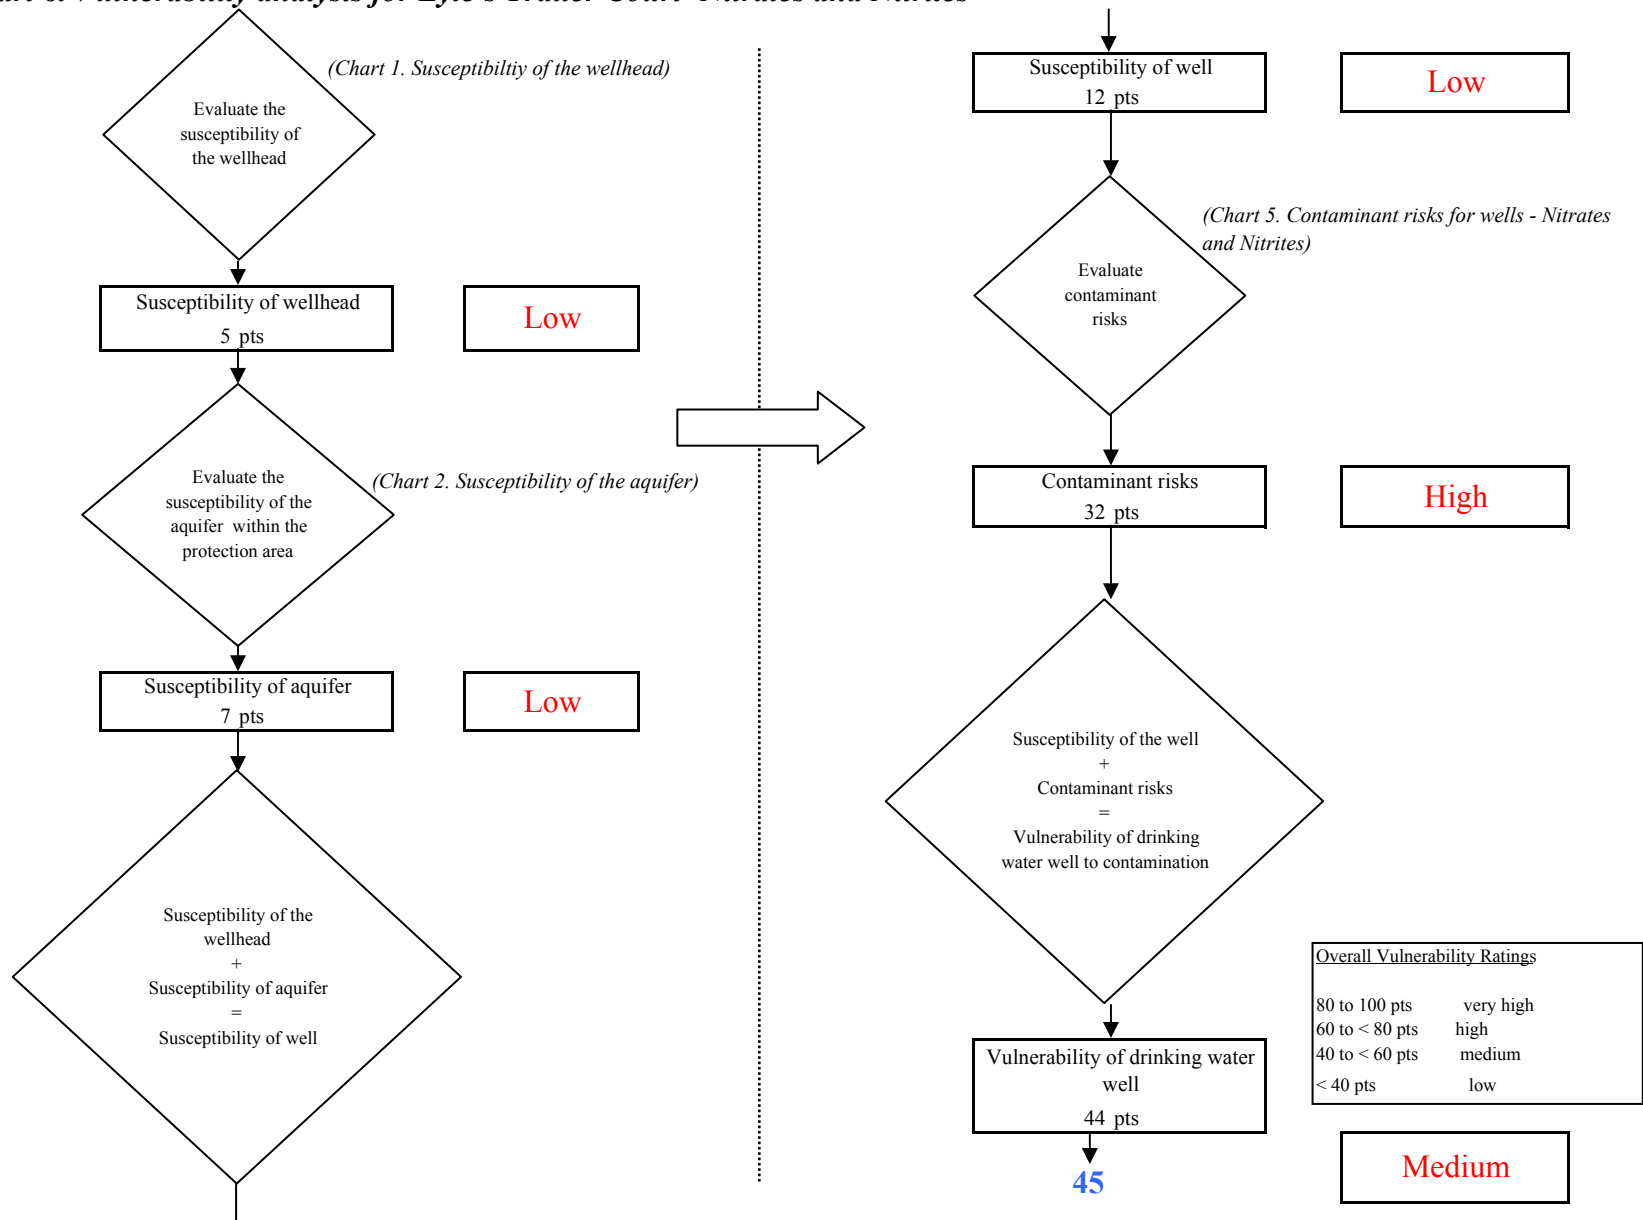 (Chart 1. Susceptibiltiy of the wellhead)
Evaluate the
susceptibility of
the wellhead
Susceptibility of wellhead
5 pts
Low
(Chart 2. Susceptibility of the aquifer)
Evaluate the
susceptibility of the
aquifer within the
protection area
Susceptibility of aquifer
7 pts
Low
Susceptibility of the
wellhead
+
Susceptibility of aquifer
=
Susceptibility of well
Susceptibility of well
12 pts
Low
(Chart 5. Contaminant risks for wells - Nitrates
and Nitrites)
Evaluate
contaminant
risks
Contaminant risks
32 pts
High
Susceptibility of the well
+
Contaminant risks
=
Vulnerability of drinking
water well to contamination
Overall Vulnerability Ratings
80 to 100 pts very high
60 to < 80 pts high
40 to < 60 pts medium
< 40 pts low
Vulnerability of drinking water
well
44 pts
45
Medium